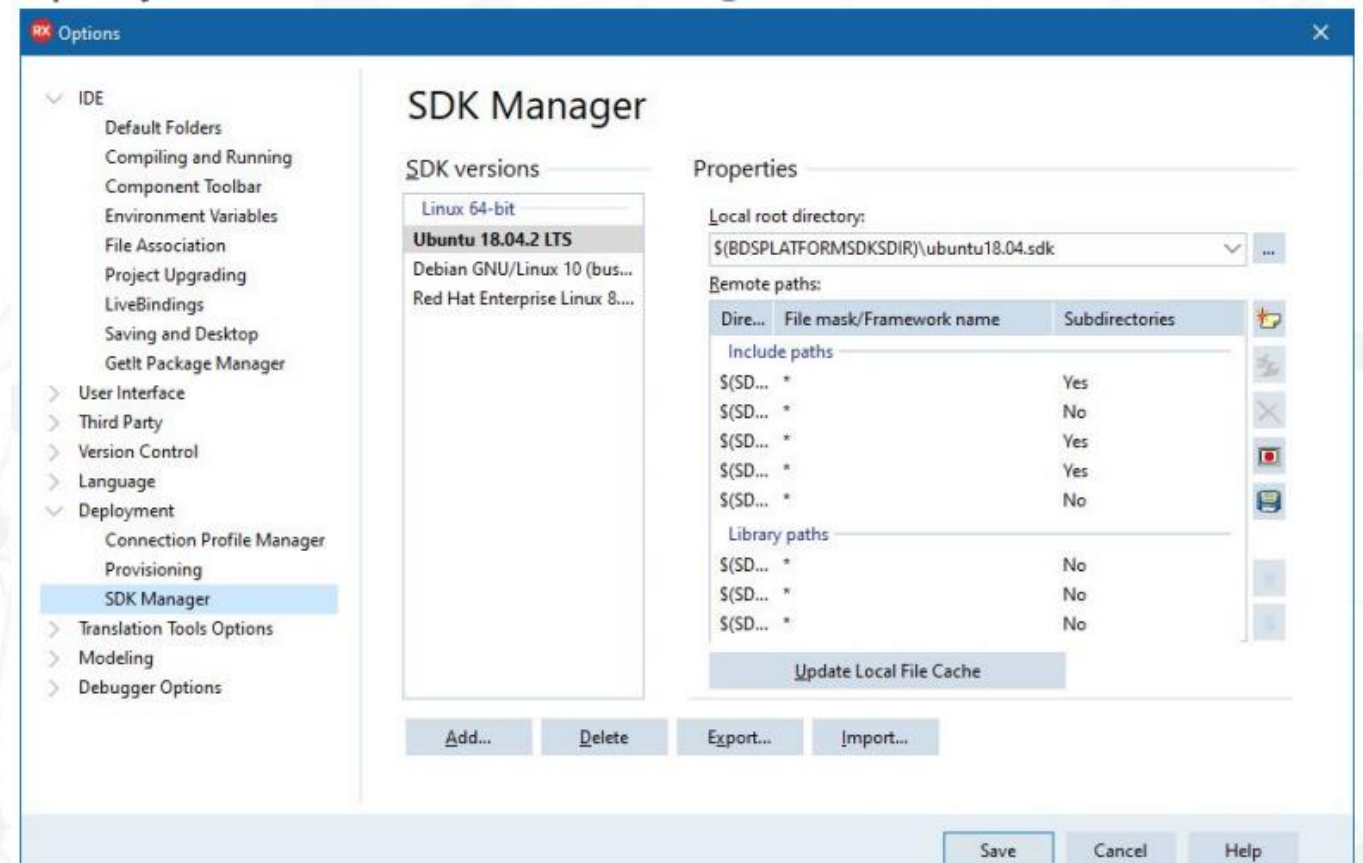 RX Options
IDE
Default Folders
Compiling and Running
Component Toolbar
Environment Variables
File Association
Project Upgrading
LiveBindings
Saving and Desktop
GetIt Package Manager
User Interface
Third Party
Version Control
Language
Deployment
Connection Profile Manager
Provisioning
SDK Manager
Translation Tools Options
Modeling
Debugger Options
SDK Manager
SDK versions
Linux 64-bit
Ubuntu 18.04.2 LTS
Debian GNU/Linux 10 (bus...
Red Hat Enterprise Linux 8....
Add... Delete Export... Import...
Properties
Local root directory:
$(BDSPLATFORMSDKSDIR)\ubuntu18.04.sdk
...
Remote paths:
Dire... File mask/Framework name Subdirectories
Include paths
$(SD... * Yes
$(SD... * No
$(SD... * Yes
$(SD... * Yes
$(SD... * No
Library paths
$(SD... * No
$(SD... * No
$(SD... * No
Update Local File Cache
Save Cancel Help